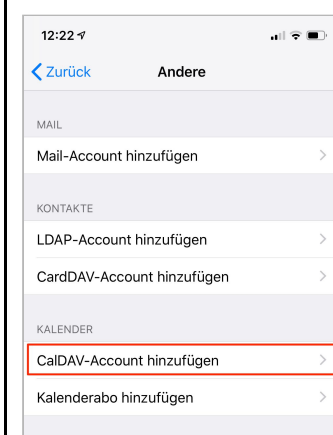 12:22
Zurück
Andere
MAIL
Mail-Account hinzufügen
KONTAKTE
LDAP-Account hinzufügen
CardDAV-Account hinzufügen
KALENDER
CalDAV-Account hinzufügen
Kalenderabo hinzufügen